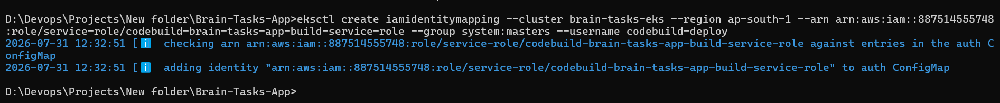 D:\Devops\Projects\New folder\Brain-Tasks-App>eksctl create iamidentitymapping --cluster brain-tasks-eks --region ap-south-1 --arn arn:aws:iam::887514555748
:role/service-role/codebuild-brain-tasks-app-build-service-role --group system:masters --username codebuild-deploy
2026-07-31 12:32:51 [ℹ]  checking arn arn:aws:iam::887514555748:role/service-role/codebuild-brain-tasks-app-build-service-role against entries in the auth C
onfigMap
2026-07-31 12:32:51 [ℹ]  adding identity "arn:aws:iam::887514555748:role/service-role/codebuild-brain-tasks-app-build-service-role" to auth ConfigMap
D:\Devops\Projects\New folder\Brain-Tasks-App>